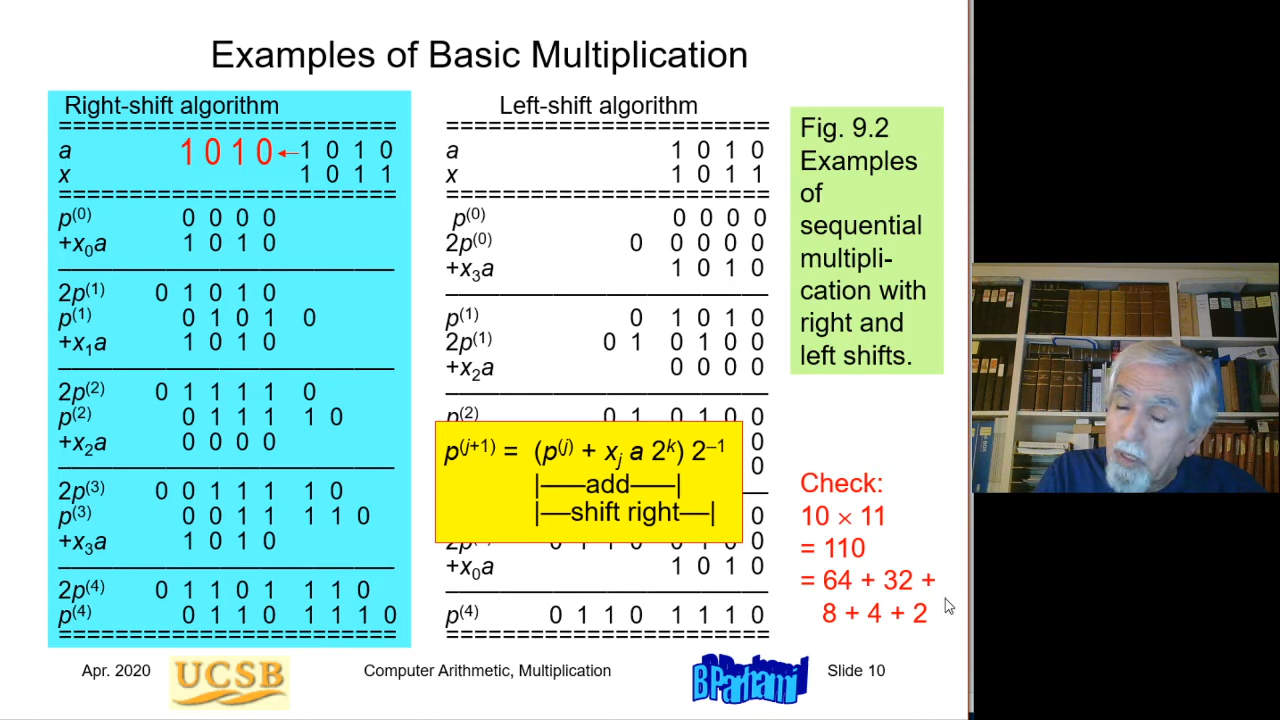 Examples of Basic Multiplication
Right-shift algorithm
========================
a 1 0 1 0 ←1 0 1 0
x 1 0 1 1
========================
p(0) 0 0 0 0
+x0a 1 0 1 0
2p(1) 0 1 0 1 0
p(1) 0 1 0 1 0
+x1a 1 0 1 0
2p(2) 0 1 1 1 1 0
p(2) 0 1 1 1 1 0
+x2a 0 0 0 0
2p(3) 0 0 1 1 1 1 0
p(3) 0 0 1 1 1 1 0
+x3a 1 0 1 0
2p(4) 0 1 1 0 1 1 1 0
p(4) 0 1 1 0 1 1 1 0
========================
Left-shift algorithm
=======================
a 1 0 1 0
x 1 0 1 1
=======================
p(0) 0 0 0 0
2p(0) 0 0 0 0 0
+x3a 1 0 1 0
p(1) 0 1 0 1 0
2p(1) 0 1 0 1 0 0
+x2a 0 0 0 0
p(2) 0 1 0 1 0 0
0
0
p(j+1) = (p(j) + xj a 2k) 2–1
|——add——|
|—shift right—|
0
0
+x0a 1 0 1 0
p(4) 0 1 1 0 1 1 1 0
=======================
Fig. 9.2
Examples
of
sequential
multipli-
cation with
right and
left shifts.
Check:
10 × 11
= 110
= 64 + 32 +
8 + 4 + 2
Apr. 2020
UCSB
Computer Arithmetic, Multiplication
B Parhami
Slide 10